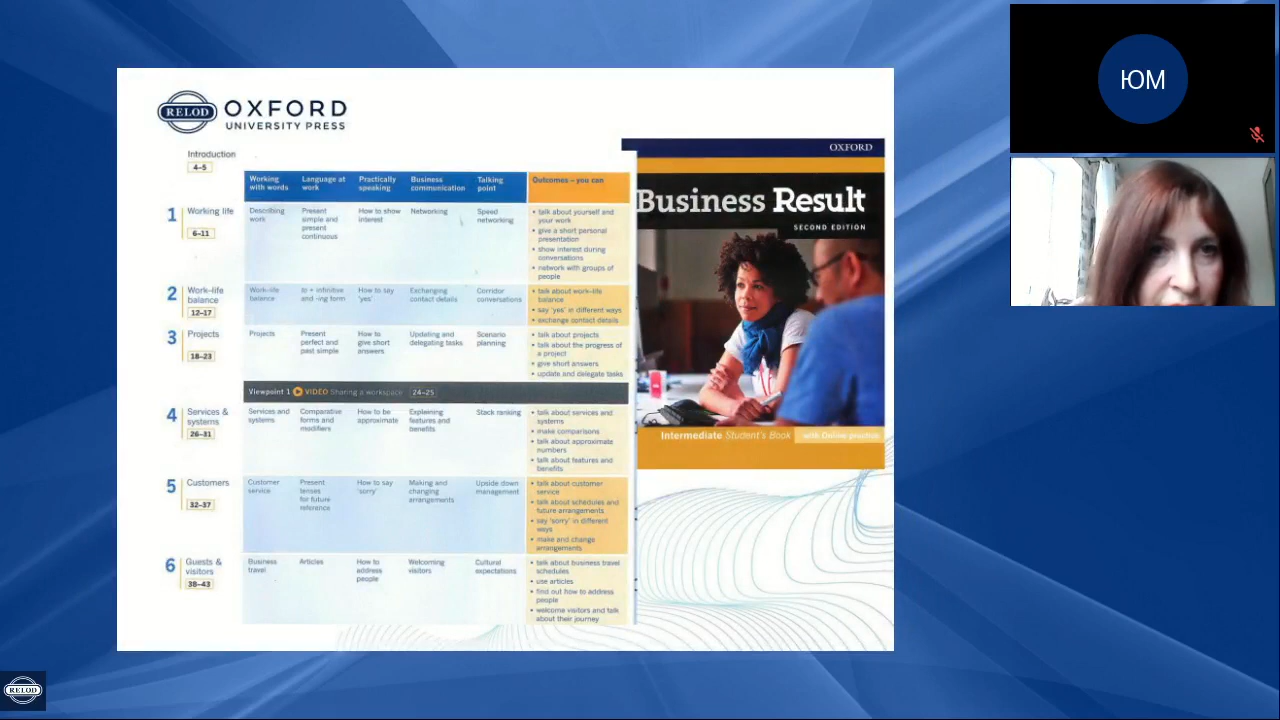 RELOD
OXFORD
UNIVERSITY PRESS
Introduction
4–5
Working with words
Language at work
Practically speaking
Business communication
Talking point
Outcomes – you can
1
Working life
6–11
Describing work
Present simple and present continuous
How to show interest
Networking
Speed networking
• talk about yourself and your work
• give a short personal presentation
• show interest during conversations
• network with groups of people
2
Work–life balance
12–17
Work–life balance
to + infinitive and -ing form
How to say 'yes'
Exchanging contact details
Corridor conversations
• talk about work–life balance
• say 'yes' in different ways
• exchange contact details
3
Projects
18–23
Projects
Present perfect and past simple
How to give short answers
Updating and delegating tasks
Scenario planning
• talk about projects
• talk about the progress of a project
• give short answers
• update and delegate tasks
Viewpoint 1 VIDEO Sharing a workspace 24–25
4
Services & systems
26–31
Services and systems
Comparative forms and modifiers
How to be approximate
Explaining features and benefits
Stack ranking
• talk about services and systems
• make comparisons
• talk about approximate numbers
• talk about features and benefits
5
Customers
32–37
Customer service
Present tenses for future reference
How to say 'sorry'
Making and changing arrangements
Upside down management
• talk about customer service
• talk about schedules and future arrangements
• say 'sorry' in different ways
• make and change arrangements
6
Guests & visitors
38–43
Business travel
Articles
How to address people
Welcoming visitors
Cultural expectations
• talk about business travel schedules
• use articles
• find out how to address people
• welcome visitors and talk about their journey
OXFORD
Business Result
SECOND EDITION
Intermediate Student's Book with Online practice
ЮМ
RELOD